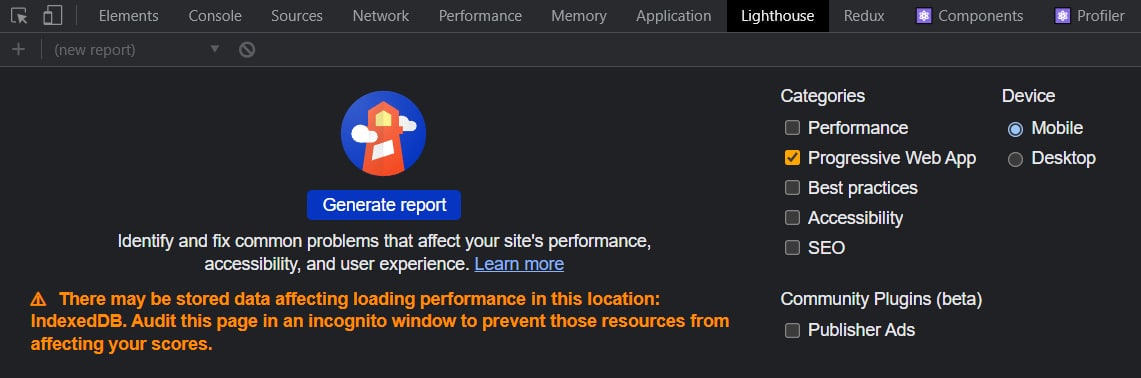 Elements Console Sources Network Performance Memory Application Lighthouse Redux Components Profiler
(new report)
Categories Device
Performance Mobile
Progressive Web App Desktop
Best practices
Accessibility
SEO
Community Plugins (beta)
Publisher Ads
Generate report
Identify and fix common problems that affect your site's performance,
accessibility, and user experience. Learn more
There may be stored data affecting loading performance in this location:
IndexedDB. Audit this page in an incognito window to prevent those resources from
affecting your scores.